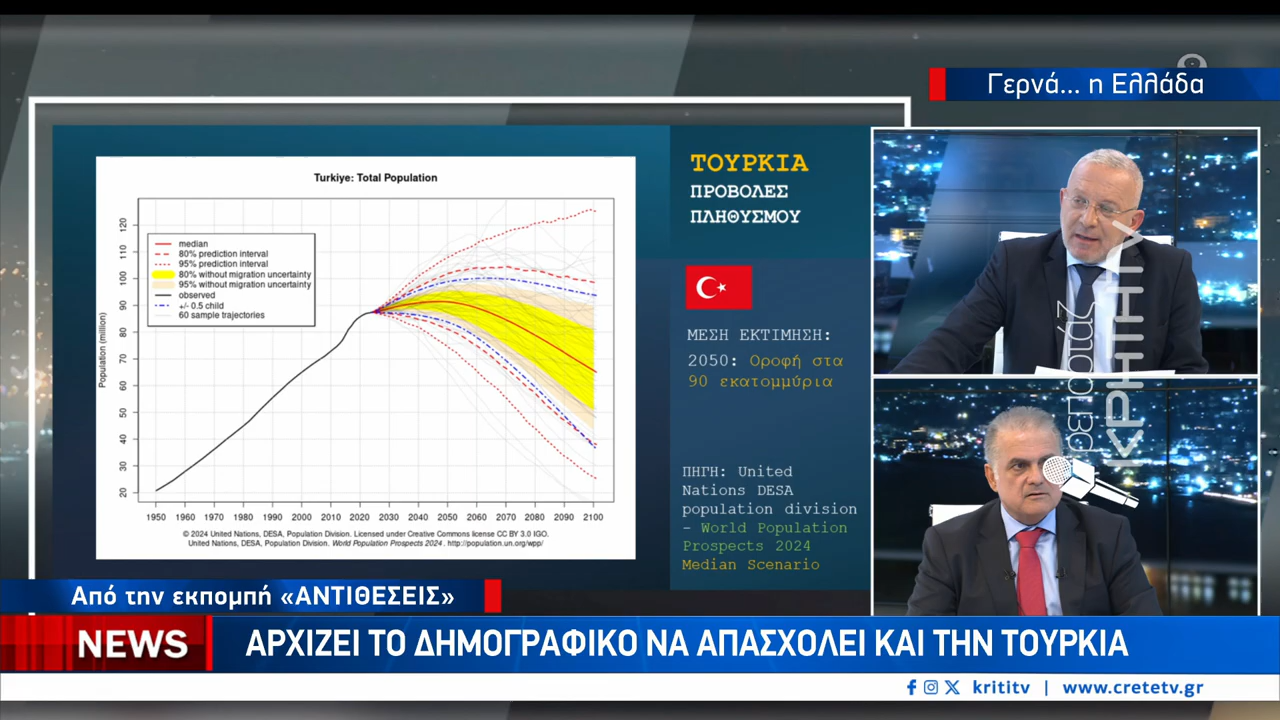 Γερνά... η Ελλάδα
Turkiye: Total Population
median
80% prediction interval
95% prediction interval
80% without migration uncertainty
95% without migration uncertainty
observed
+/- 0.5 child
60 sample trajectories
Population (million)
120
110
100
90
80
70
60
50
40
30
20
1950 1960 1970 1980 1990 2000 2010 2020 2030 2040 2050 2060 2070 2080 2090 2100
© 2024 United Nations, DESA, Population Division. Licensed under Creative Commons license CC BY 3.0 IGO.
United Nations, DESA, Population Division. World Population Prospects 2024 . http://population.un.org/wpp/
ΤΟΥΡΚΙΑ
ΠΡΟΒΟΛΕΣ
ΠΛΗΘΥΣΜΟΥ
ΜΕΣΗ ΕΚΤΙΜΗΣΗ:
2050: Οροφή στα
90 εκατομμύρια
ΠΗΓΗ: United
Nations DESA
population division
– World Population
Prospects 2024
Median Scenario
ΚΡΗΤΗ TV
Από την εκπομπή «ΑΝΤΙΘΕΣΕΙΣ»
NEWS
ΑΡΧΙΖΕΙ ΤΟ ΔΗΜΟΓΡΑΦΙΚΟ ΝΑ ΑΠΑΣΧΟΛΕΙ ΚΑΙ ΤΗΝ ΤΟΥΡΚΙΑ
krititv | www.cretetv.gr